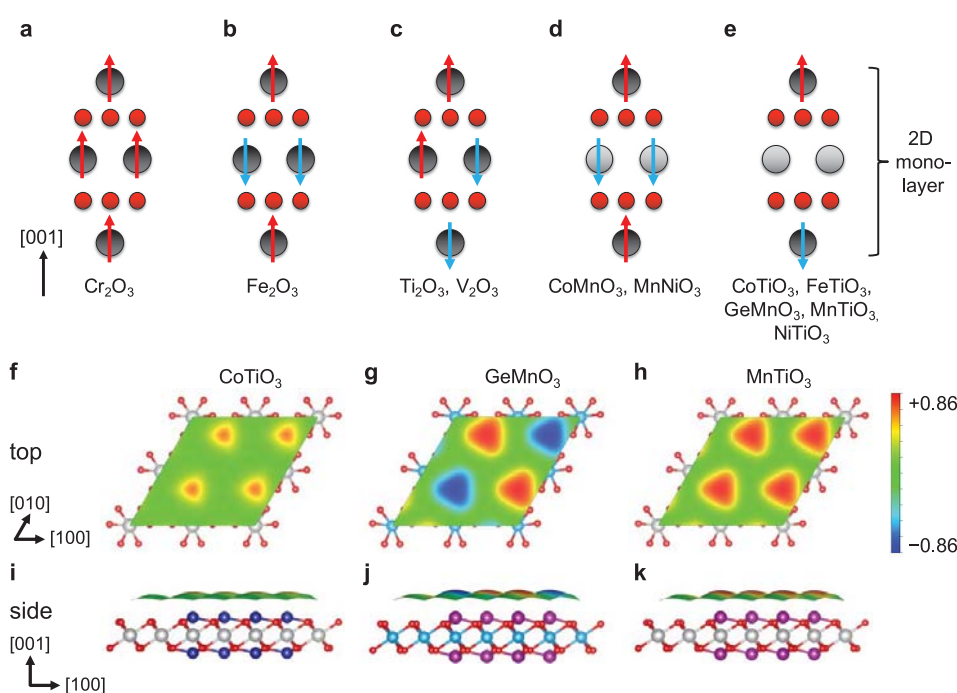 a b c d e
2D
mono-
layer
[001]
Cr₂O₃ Fe₂O₃ Ti₂O₃, V₂O₃ CoMnO₃, MnNiO₃ CoTiO₃, FeTiO₃,
GeMnO₃, MnTiO₃,
NiTiO₃
f CoTiO₃ g GeMnO₃ h MnTiO₃
+0.86
top
[010]
[100]
−0.86
i j k
side
[001]
[100]